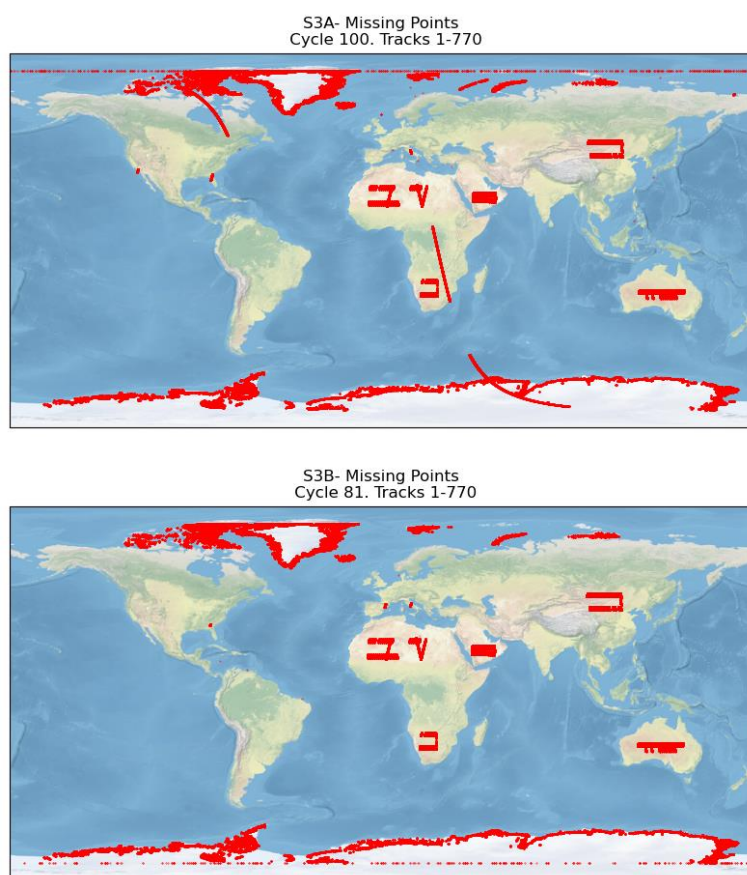 S3A- Missing Points
Cycle 100. Tracks 1-770
S3B- Missing Points
Cycle 81. Tracks 1-770